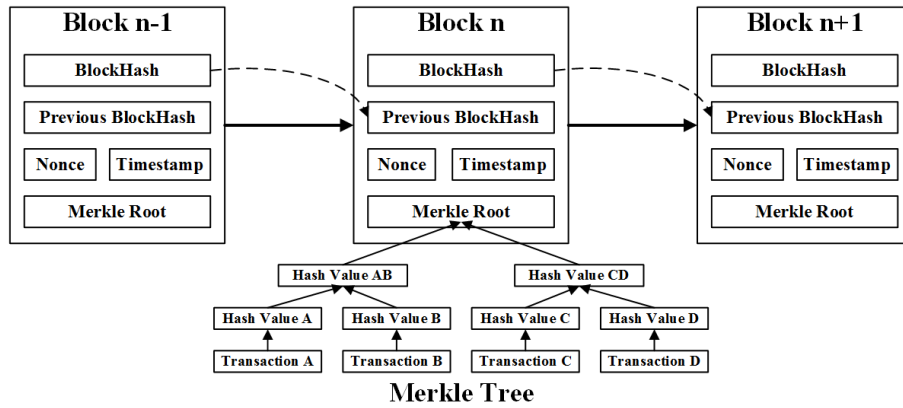 Block n-1
BlockHash
Previous BlockHash
Nonce
Timestamp
Merkle Root
Block n
BlockHash
Previous BlockHash
Nonce
Timestamp
Merkle Root
Block n+1
BlockHash
Previous BlockHash
Nonce
Timestamp
Merkle Root
Hash Value AB
Hash Value CD
Hash Value A
Hash Value B
Hash Value C
Hash Value D
Transaction A
Transaction B
Transaction C
Transaction D
Merkle Tree